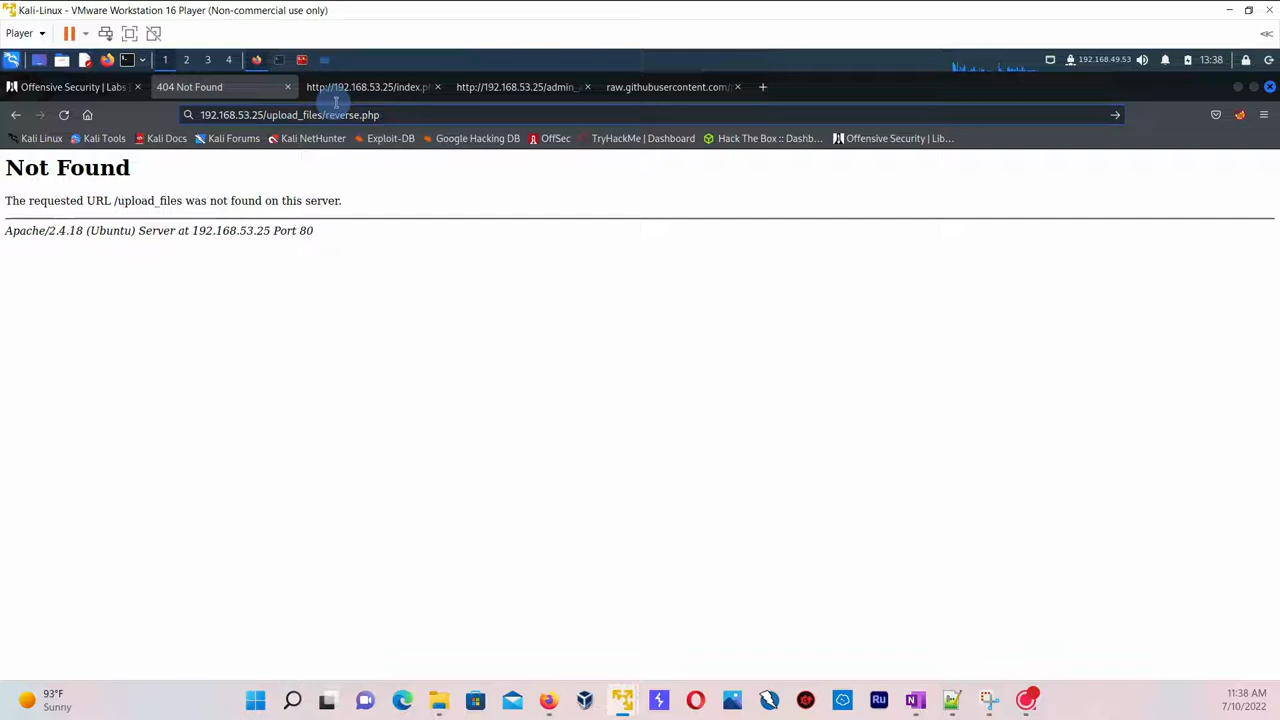 Kali-Linux - VMware Workstation 16 Player (Non-commercial use only)
Player
1 2 3 4
192.168.49.53
13:38
Offensive Security | Labs
404 Not Found
http://192.168.53.25/index.p
http://192.168.53.25/admin_
raw.githubusercontent.com/
192.168.53.25/upload_files/reverse.php
Kali Linux Kali Tools Kali Docs Kali Forums Kali NetHunter Exploit-DB Google Hacking DB OffSec TryHackMe | Dashboard Hack The Box :: Dashb... Offensive Security | Lib...
Not Found
The requested URL /upload_files was not found on this server.
Apache/2.4.18 (Ubuntu) Server at 192.168.53.25 Port 80
93°F
Sunny
Ru
N
11:38 AM
7/10/2022